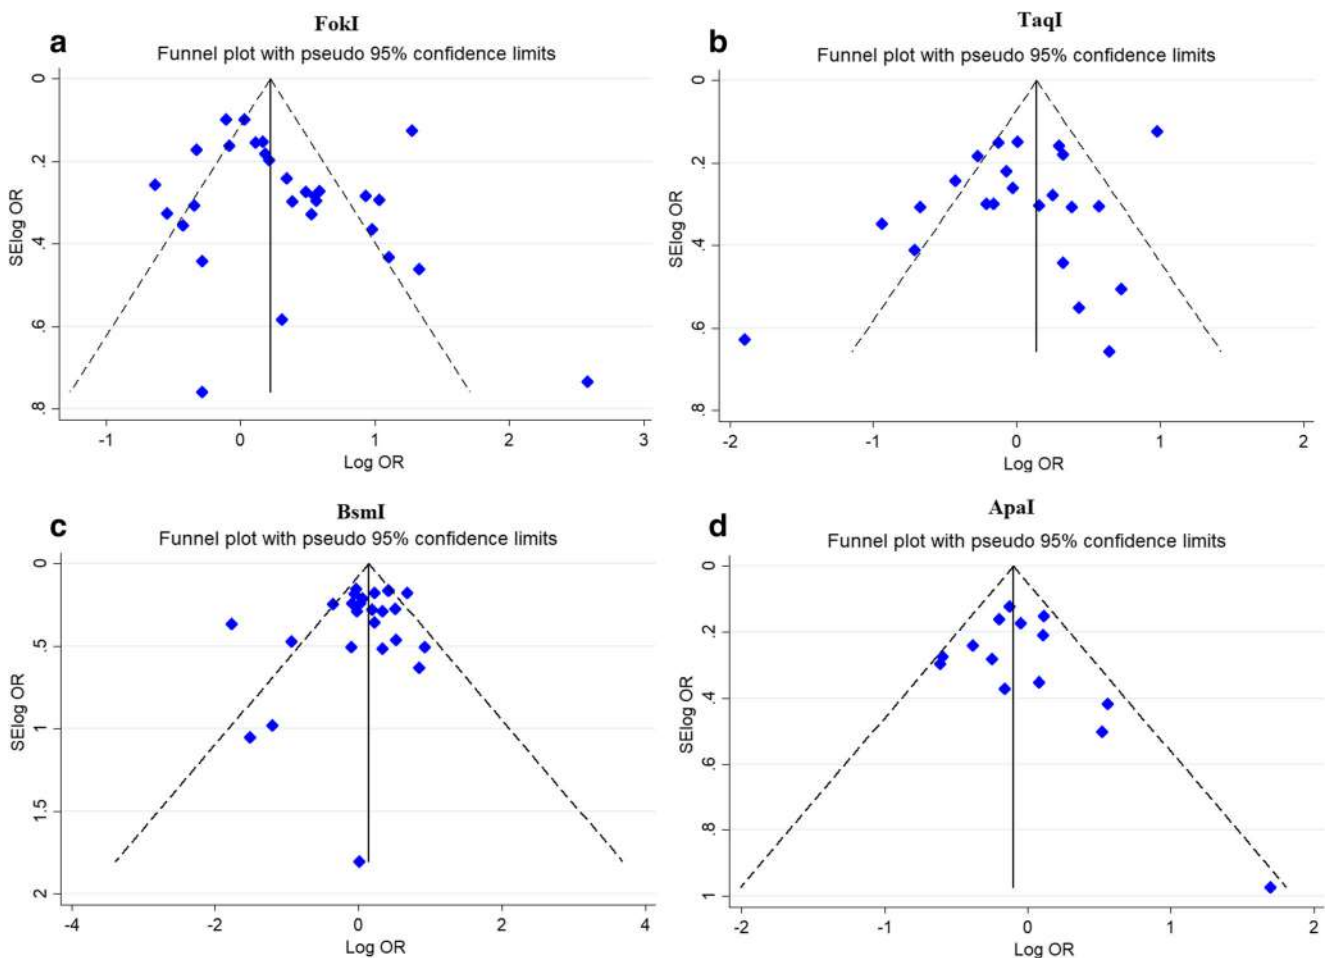 a
FokI
Funnel plot with pseudo 95% confidence limits
0
.2
.4
.6
.8
SElog OR
-1
0
1
2
3
Log OR
b
TaqI
Funnel plot with pseudo 95% confidence limits
0
.2
.4
.6
.8
SElog OR
-2
-1
0
1
2
Log OR
c
BsmI
Funnel plot with pseudo 95% confidence limits
0
.5
1
1.5
2
SElog OR
-4
-2
0
2
4
Log OR
d
ApaI
Funnel plot with pseudo 95% confidence limits
0
.2
.4
.6
.8
1
SElog OR
-2
-1
0
1
2
Log OR